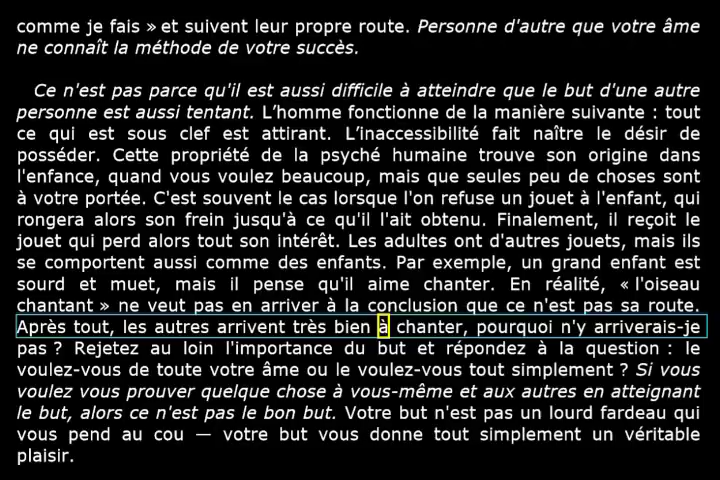 comme je fais » et suivent leur propre route. Personne d'autre que votre âme
ne connaît la méthode de votre succès.
Ce n'est pas parce qu'il est aussi difficile à atteindre que le but d'une autre
personne est aussi tentant. L’homme fonctionne de la manière suivante : tout
ce qui est sous clef est attirant. L’inaccessibilité fait naître le désir de
posséder. Cette propriété de la psyché humaine trouve son origine dans
l'enfance, quand vous voulez beaucoup, mais que seules peu de choses sont
à votre portée. C'est souvent le cas lorsque l'on refuse un jouet à l'enfant, qui
rongera alors son frein jusqu'à ce qu'il l'ait obtenu. Finalement, il reçoit le
jouet qui perd alors tout son intérêt. Les adultes ont d'autres jouets, mais ils
se comportent aussi comme des enfants. Par exemple, un grand enfant est
sourd et muet, mais il pense qu'il aime chanter. En réalité, « l'oiseau
chantant » ne veut pas en arriver à la conclusion que ce n'est pas sa route.
Après tout, les autres arrivent très bien à chanter, pourquoi n'y arriverais-je
pas ? Rejetez au loin l'importance du but et répondez à la question : le
voulez-vous de toute votre âme ou le voulez-vous tout simplement ? Si vous
voulez vous prouver quelque chose à vous-même et aux autres en atteignant
le but, alors ce n'est pas le bon but. Votre but n'est pas un lourd fardeau qui
vous pend au cou — votre but vous donne tout simplement un véritable
plaisir.